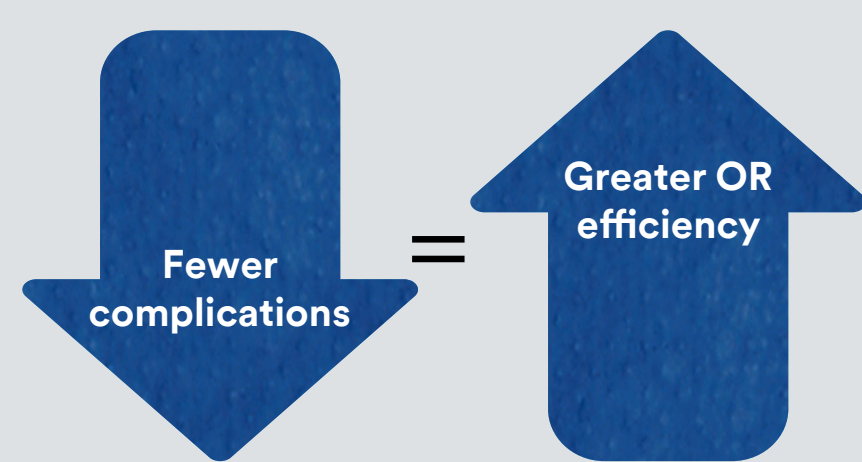 Fewer
complications
=
Greater OR
efficiency